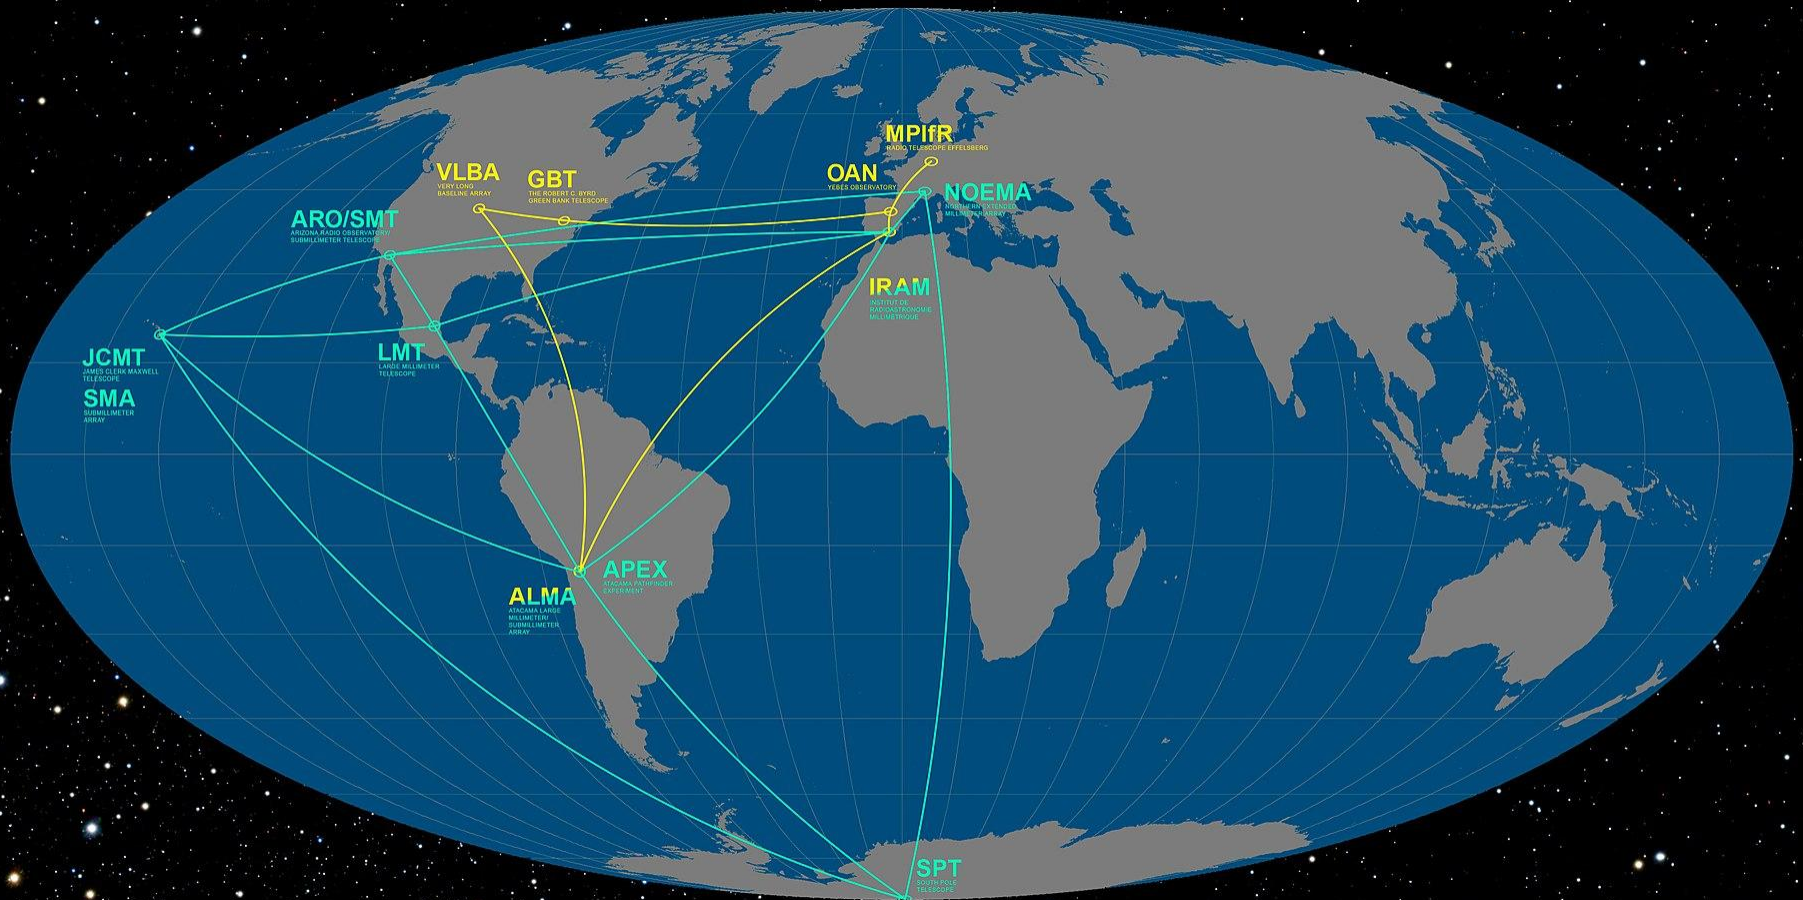 MPIfR
RADIO TELESCOPE EFFELSBERG
VLBA
VERY LONG
BASELINE ARRAY
GBT
THE ROBERT C. BYRD
GREEN BANK TELESCOPE
OAN
YEBES OBSERVATORY
NOEMA
NORTHERN EXTENDED
MILLIMETER ARRAY
ARO/SMT
ARIZONA RADIO OBSERVATORY/
SUBMILLIMETER TELESCOPE
IRAM
INSTITUT DE
RADIOASTRONOMIE
MILLIMETRIQUE
JCMT
JAMES CLERK MAXWELL
TELESCOPE
SMA
SUBMILLIMETER
ARRAY
LMT
LARGE MILLIMETER
TELESCOPE
APEX
ATACAMA PATHFINDER
EXPERIMENT
ALMA
ATACAMA LARGE
MILLIMETER/
SUBMILLIMETER
ARRAY
SPT
SOUTH POLE
TELESCOPE